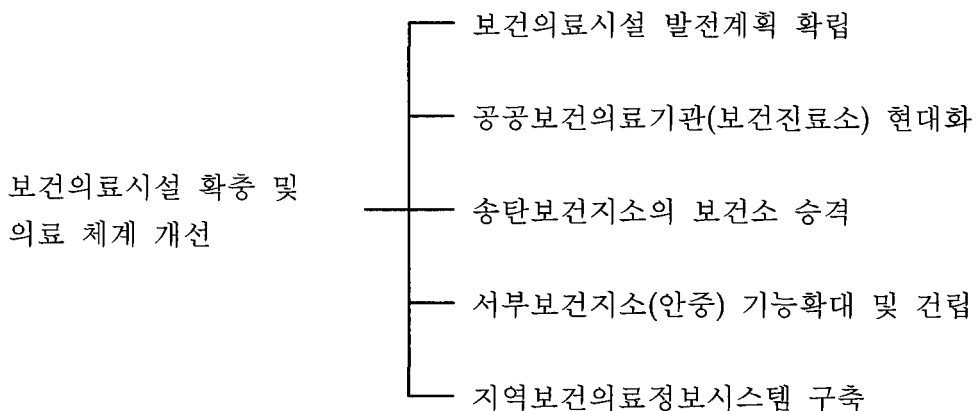 보건의료시설 확충 및
의료 체계 개선
보건의료시설 발전계획 확립
공공보건의료기관(보건진료소) 현대화
송탄보건지소의 보건소 승격
서부보건지소(안중) 기능확대 및 건립
지역보건의료정보시스템 구축